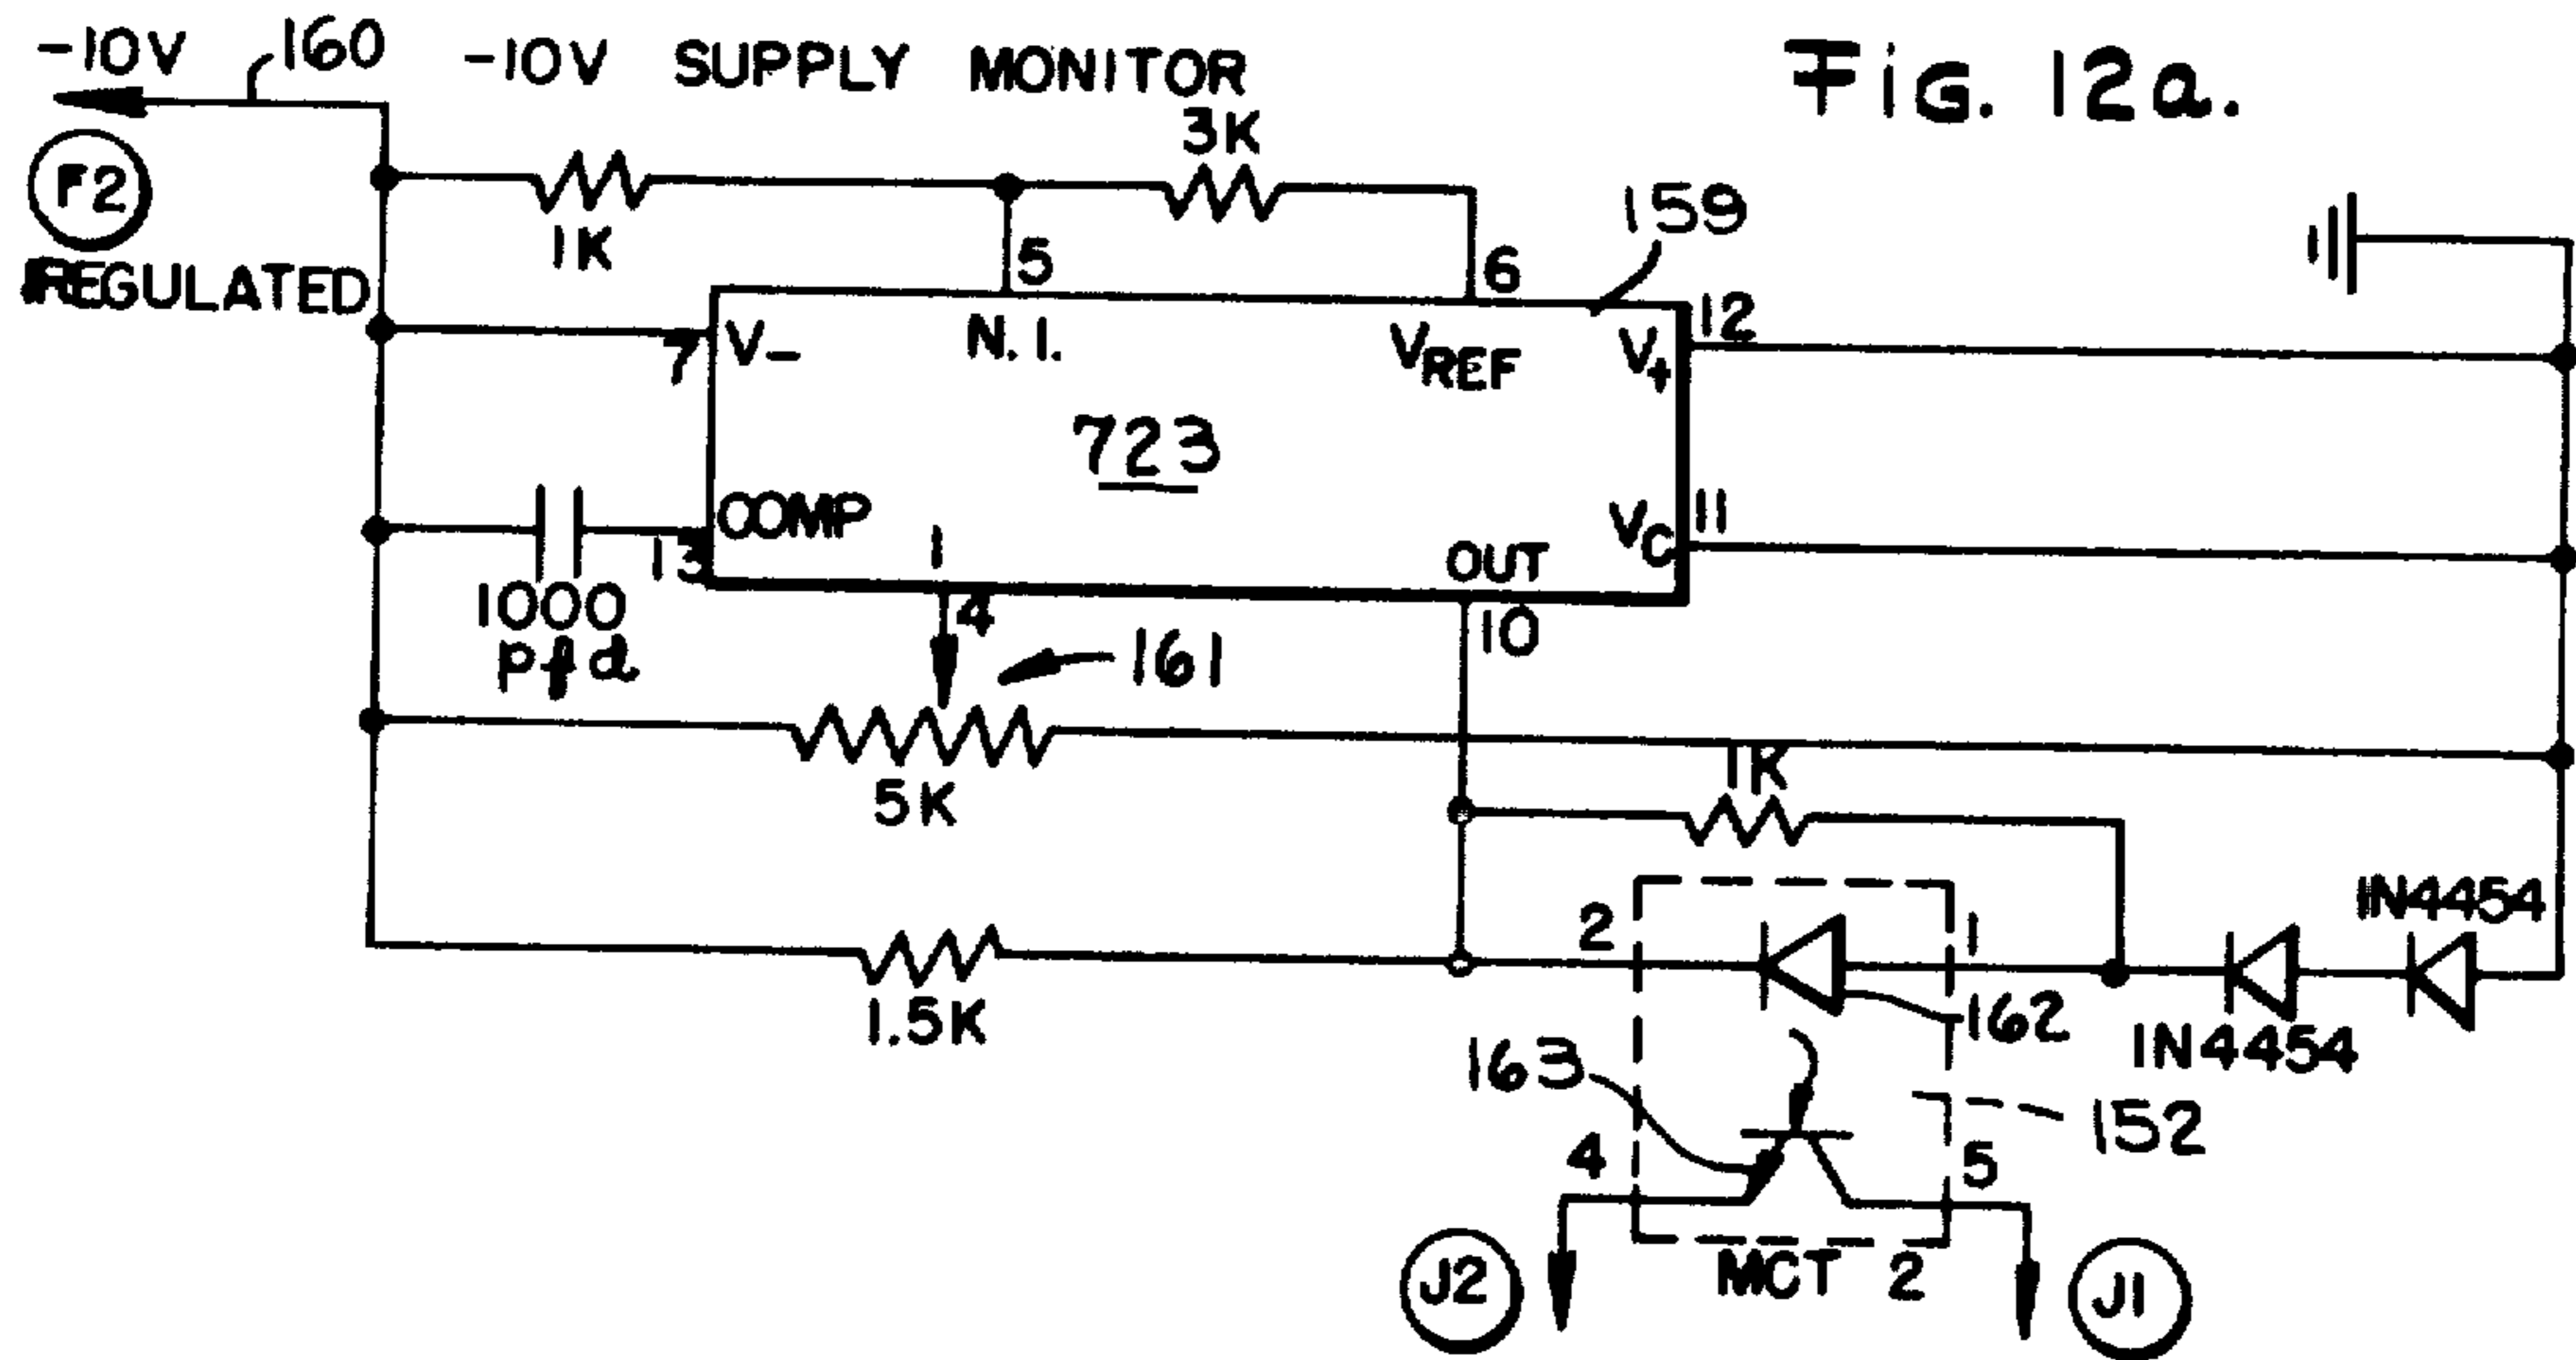 -10V
160
-10V SUPPLY MONITOR
Fig. 12a.
F2
REGULATED
1K
3K
5
6
159
7
V-
N.I.
VREF
V+
12
723
COMP
13
1000
pfd
1
4
OUT
10
VC
11
161
5K
1K
1.5K
2
1
162
1N4454
1N4454
163
152
4
5
MCT 2
J2
J1